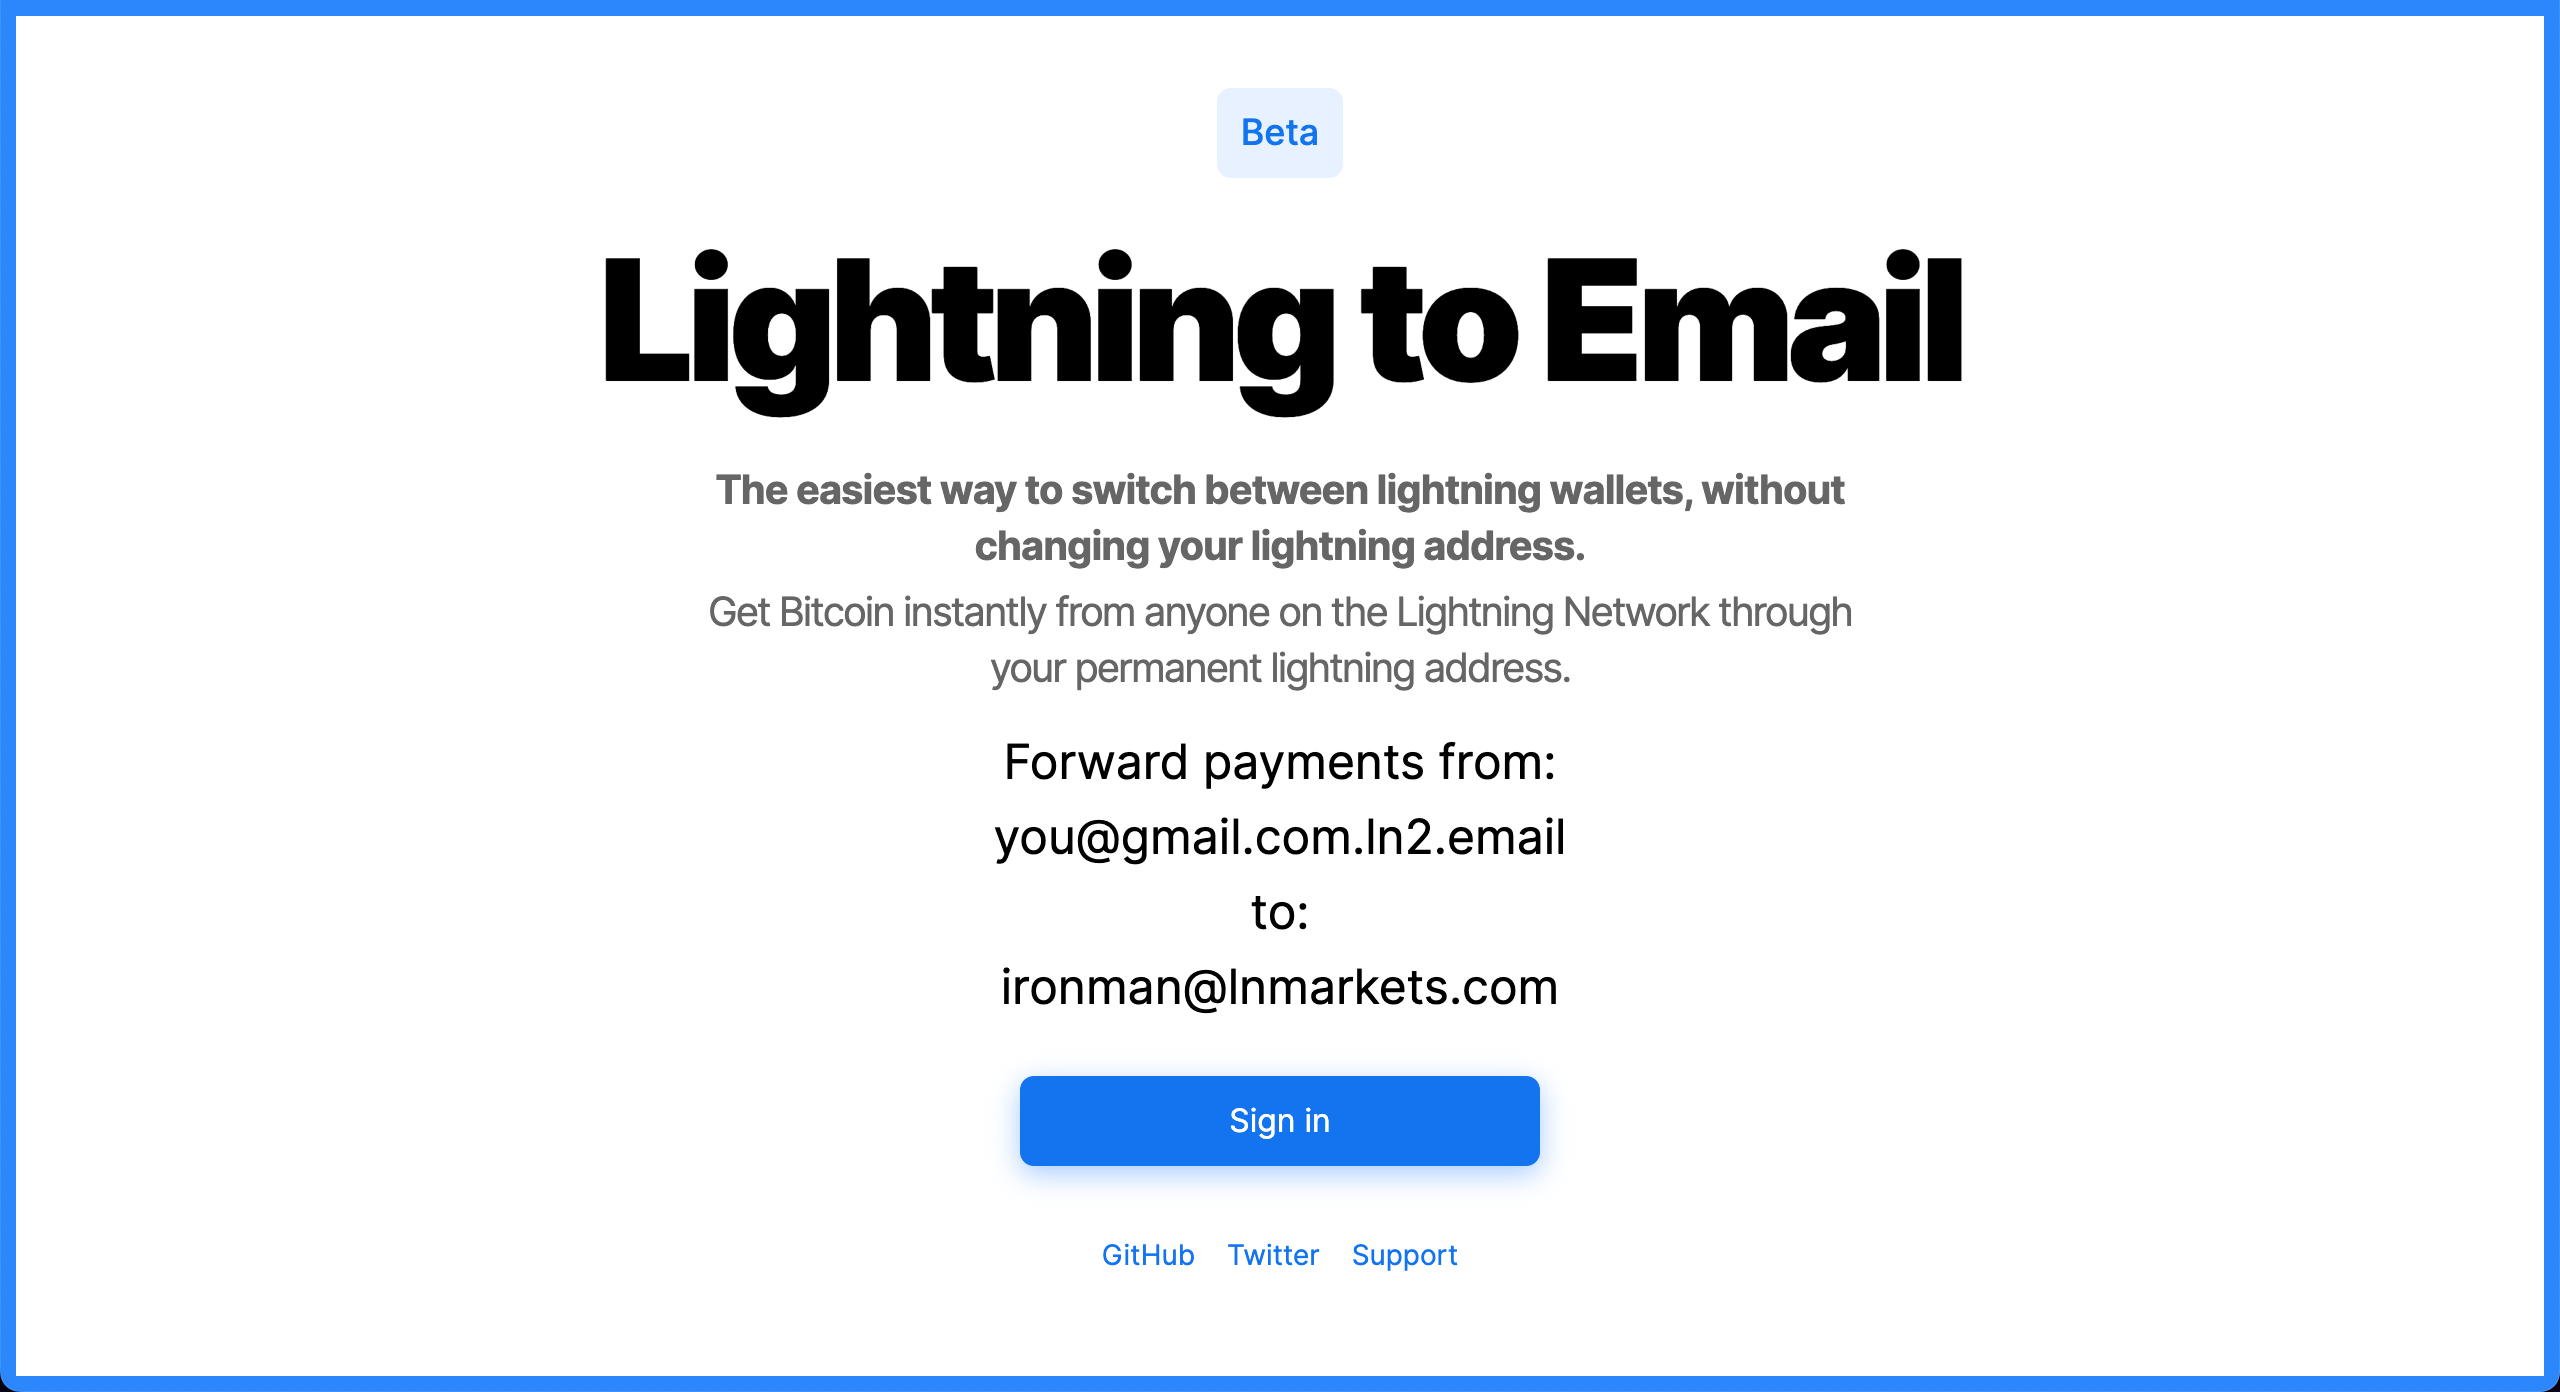 Beta
Lightning to Email
The easiest way to switch between lightning wallets, without
changing your lightning address.
Get Bitcoin instantly from anyone on the Lightning Network through
your permanent lightning address.
Forward payments from:
you@gmail.com.ln2.email
to:
ironman@lnmarkets.com
Sign in
GitHub Twitter Support